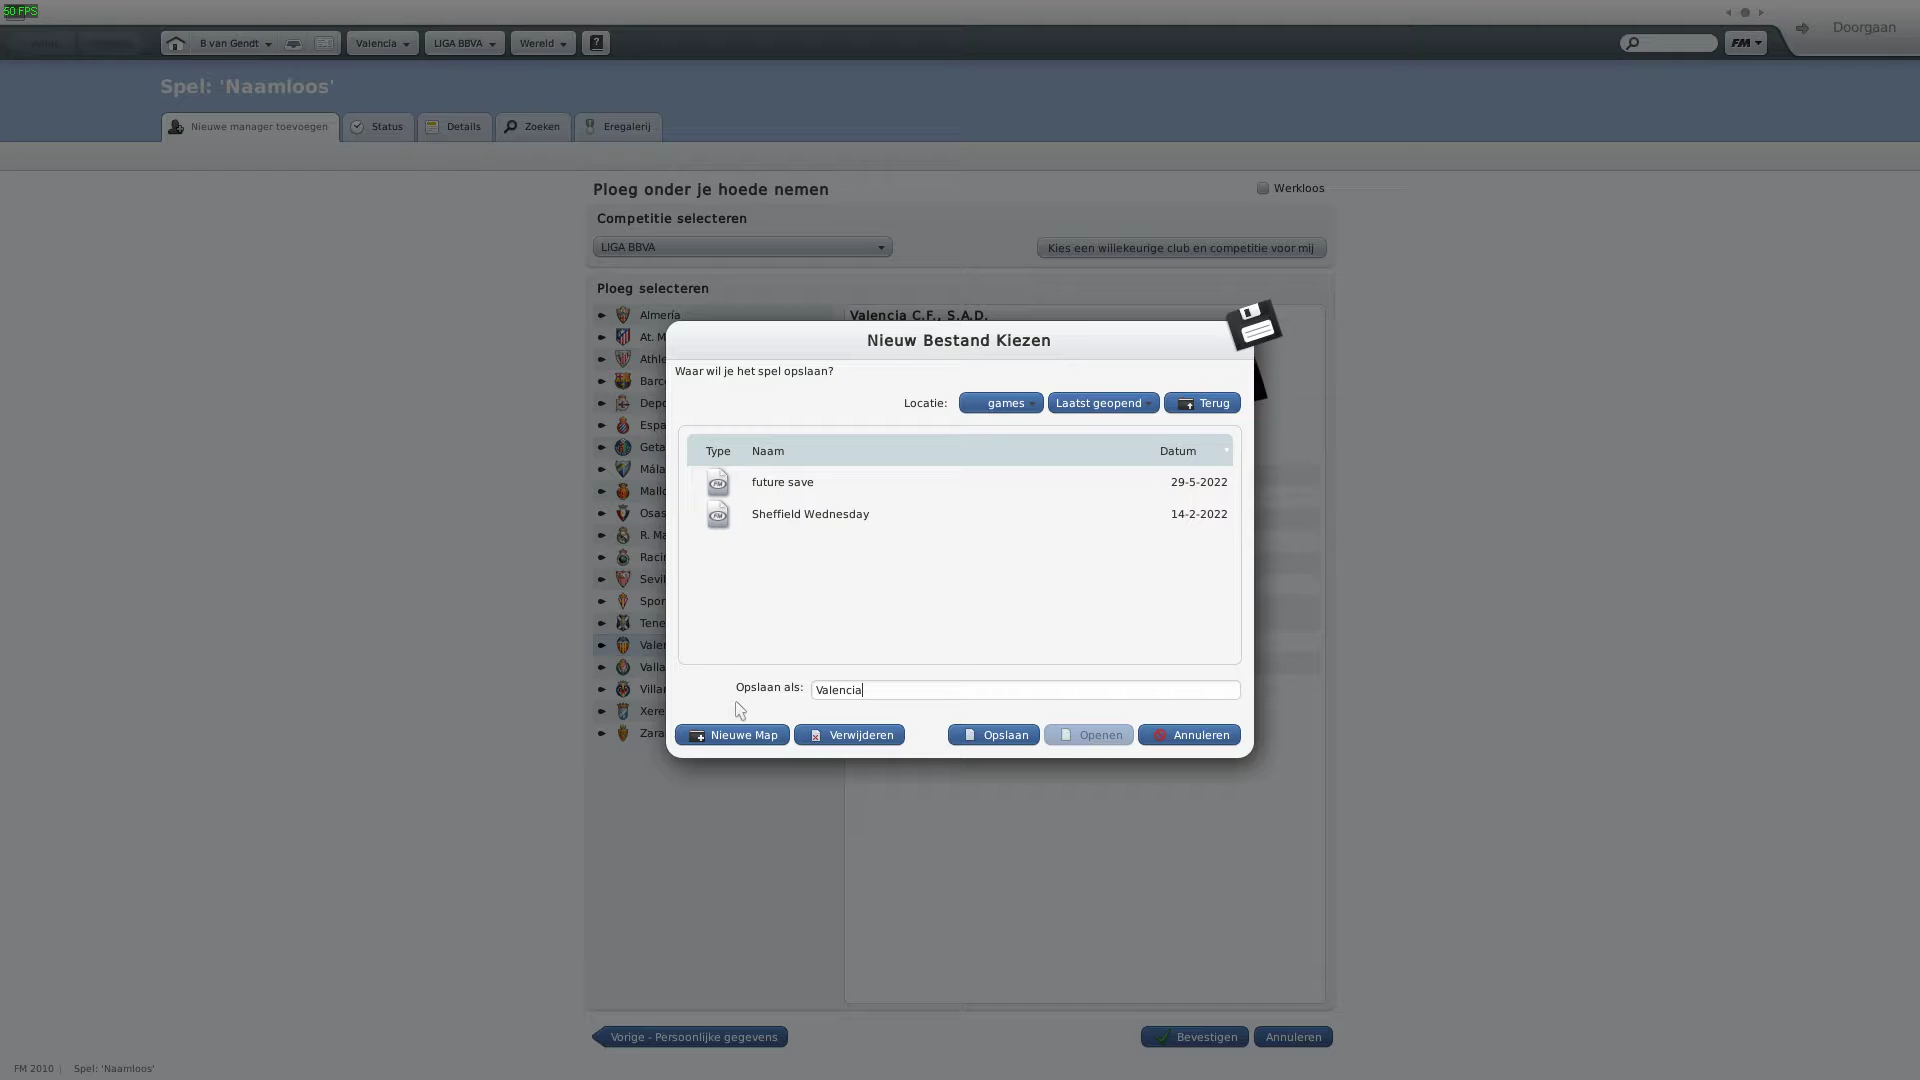 50 FPS
B van Gendt
Valencia
LIGA BBVA
Wereld
FM
Doorgaan
Spel: 'Naamloos'
Nieuwe manager toevoegen
Status
Details
Zoeken
Eregalerij
Ploeg onder je hoede nemen
Werkloos
Competitie selecteren
LIGA BBVA
Kies een willekeurige club en competitie voor mij
Ploeg selecteren
Almería
Valencia C.F., S.A.D.
At. M
Athle
Barc
Depo
Espa
Geta
Mála
Mallo
Osas
R. Ma
Racin
Sevil
Spor
Tene
Valen
Valla
Villar
Xere
Zara
Nieuw Bestand Kiezen
Waar wil je het spel opslaan?
Locatie:
games
Laatst geopend
Terug
Type
Naam
Datum
future save
29-5-2022
Sheffield Wednesday
14-2-2022
Opslaan als:
Valencia
Nieuwe Map
Verwijderen
Opslaan
Openen
Annuleren
Vorige - Persoonlijke gegevens
Bevestigen
Annuleren
FM 2010
Spel: 'Naamloos'